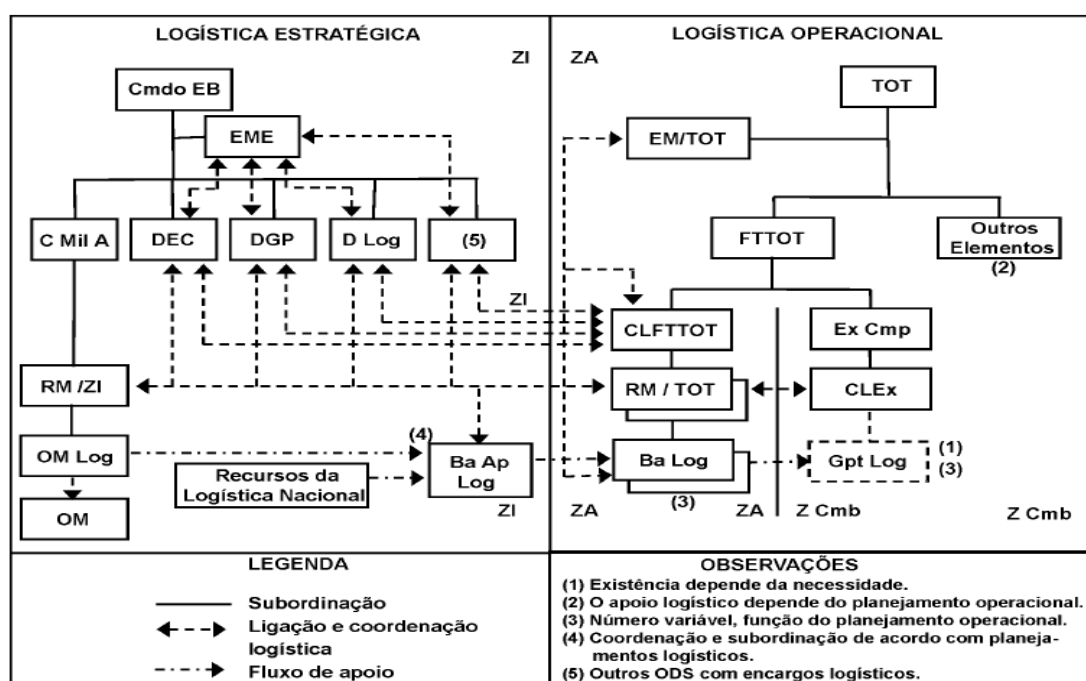 LOGÍSTICA ESTRATÉGICA
ZI
Cmdo EB
EME
C Mil A
DEC
DGP
D Log
(5)
ZI
RM /ZI
OM Log
(4)
Recursos da
Logística Nacional
Ba Ap
Log
OM
ZI
LOGÍSTICA OPERACIONAL
ZA
TOT
EM/TOT
FTTOT
Outros
Elementos
(2)
CLFTTOT
Ex Cmp
RM / TOT
CLEx
Ba Log
Gpt Log
(1)
(3)
(3)
ZA
ZA
Z Cmb
Z Cmb
LEGENDA
Subordinação
Ligação e coordenação
logística
Fluxo de apoio
OBSERVAÇÕES
(1) Existência depende da necessidade.
(2) O apoio logístico depende do planejamento operacional.
(3) Número variável, função do planejamento operacional.
(4) Coordenação e subordinação de acordo com planeja-
mentos logísticos.
(5) Outros ODS com encargos logísticos.